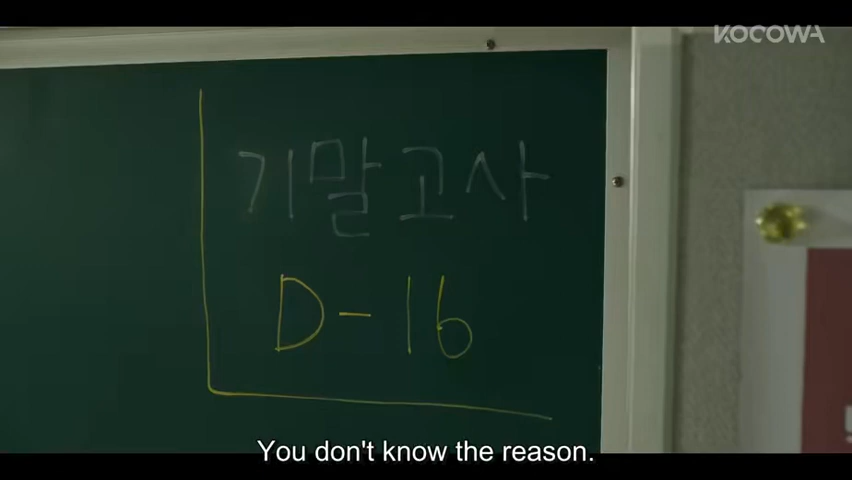 KOCOWA
기말고사
D-16
You don't know the reason.